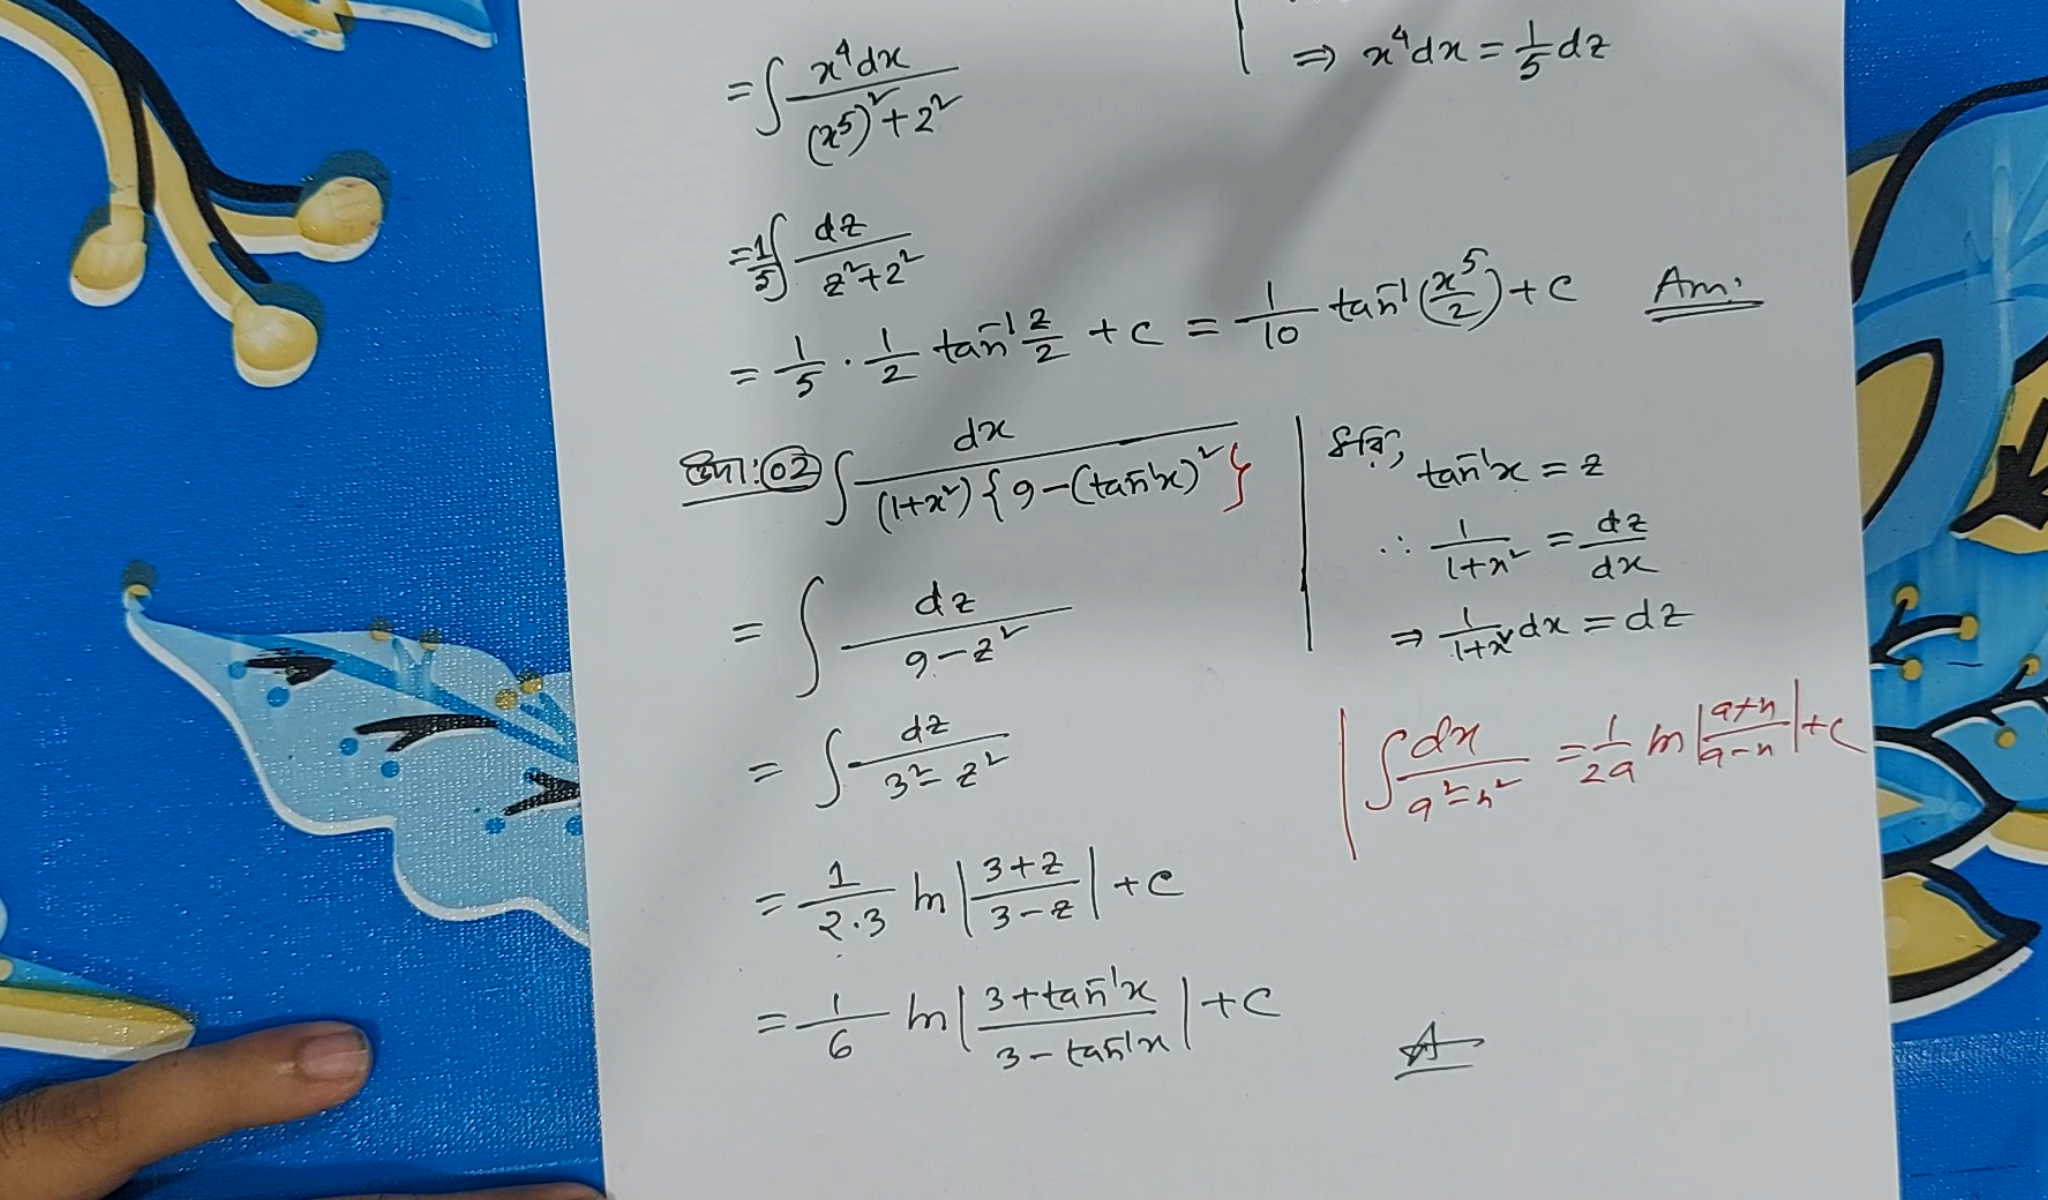 = ∫ x⁴dx / (x⁵)² + 2²
⇒ x⁴dx = 1/5 dz
= 1/5 ∫ dz / z² + 2²
= 1/5 · 1/2 tan⁻¹ z/2 + c = 1/10 tan⁻¹ (x⁵/2) + c Ans:
উদা: 02 ∫ dx / (1+x²) { 9 − (tan⁻¹x)² }
ধরি, tan⁻¹x = z
∴ 1/1+x² = dz/dx
= ∫ dz / 9 − z²
⇒ 1/1+x² dx = dz
= ∫ dz / 3² − z²
∫ dx / a² − x² = 1/2a ln |a+x / a−x| + c
= 1/2·3 ln |3+z / 3−z| + c
= 1/6 ln |3+tan⁻¹x / 3−tan⁻¹x| + c